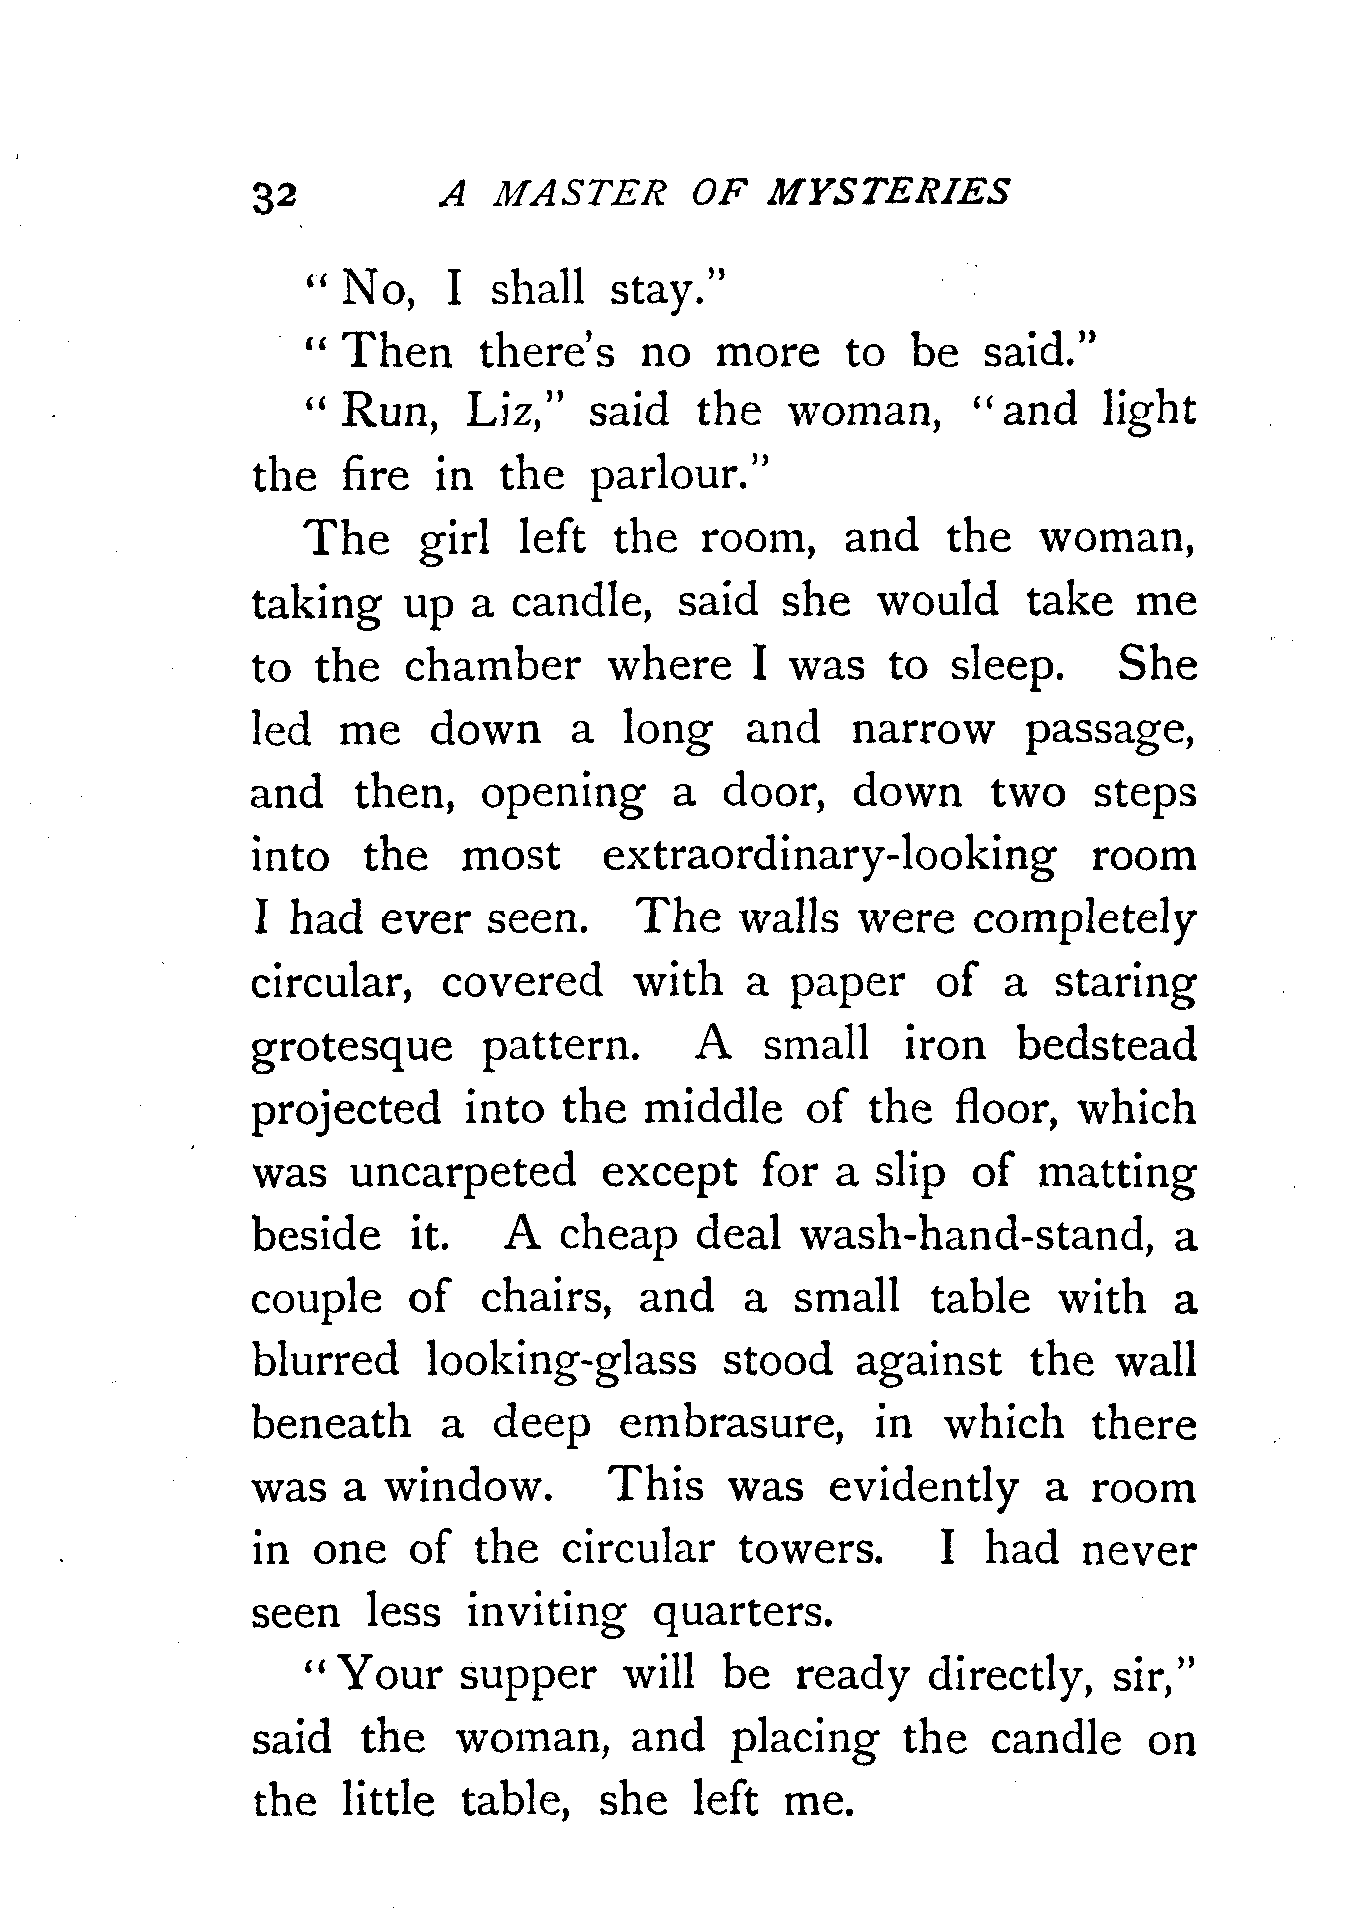 32 A MASTER OF MYSTERIES
“ No, I shall stay.”
“ Then there's no more to be said.”
“ Run, Liz,” said the woman, “and light
the fire in the parlour.”
The girl left the room, and the woman,
taking up a candle, said she would take me
to the chamber where I was to sleep. She
led me down a long and narrow passage,
and then, opening a door, down two steps
into the most extraordinary-looking room
I had ever seen. The walls were completely
circular, covered with a paper of a staring
grotesque pattern. A small iron bedstead
projected into the middle of the floor, which
was uncarpeted except for a slip of matting
beside it. A cheap deal wash-hand-stand, a
couple of chairs, and a small table with a
blurred looking-glass stood against the wall
beneath a deep embrasure, in which there
was a window. This was evidently a room
in one of the circular towers. I had never
seen less inviting quarters.
“ Your supper will be ready directly, sir,”
said the woman, and placing the candle on
the little table, she left me.